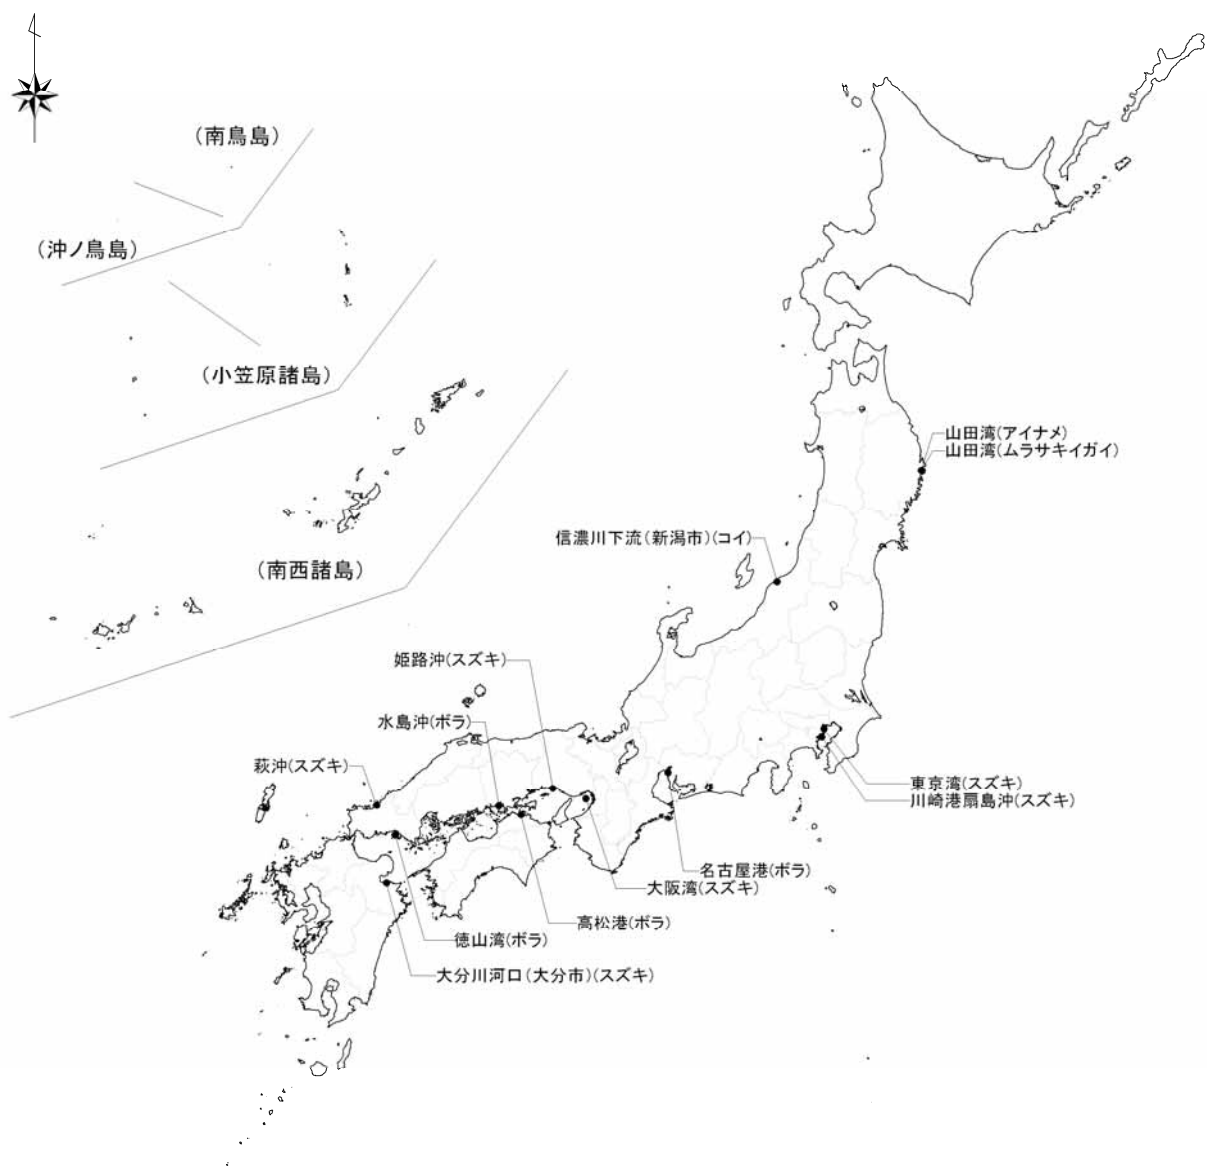 （南鳥島）
（沖ノ鳥島）
（小笠原諸島）
山田湾(アイナメ)
山田湾(ムラサキイガイ)
信濃川下流（新潟市）(コイ)
（南西諸島）
姫路沖(スズキ)
水島沖(ボラ)
萩沖(スズキ)
東京湾(スズキ)
川崎港扇島沖(スズキ)
名古屋港(ボラ)
大阪湾(スズキ)
高松港(ボラ)
徳山湾(ボラ)
大分川河口（大分市）(スズキ)